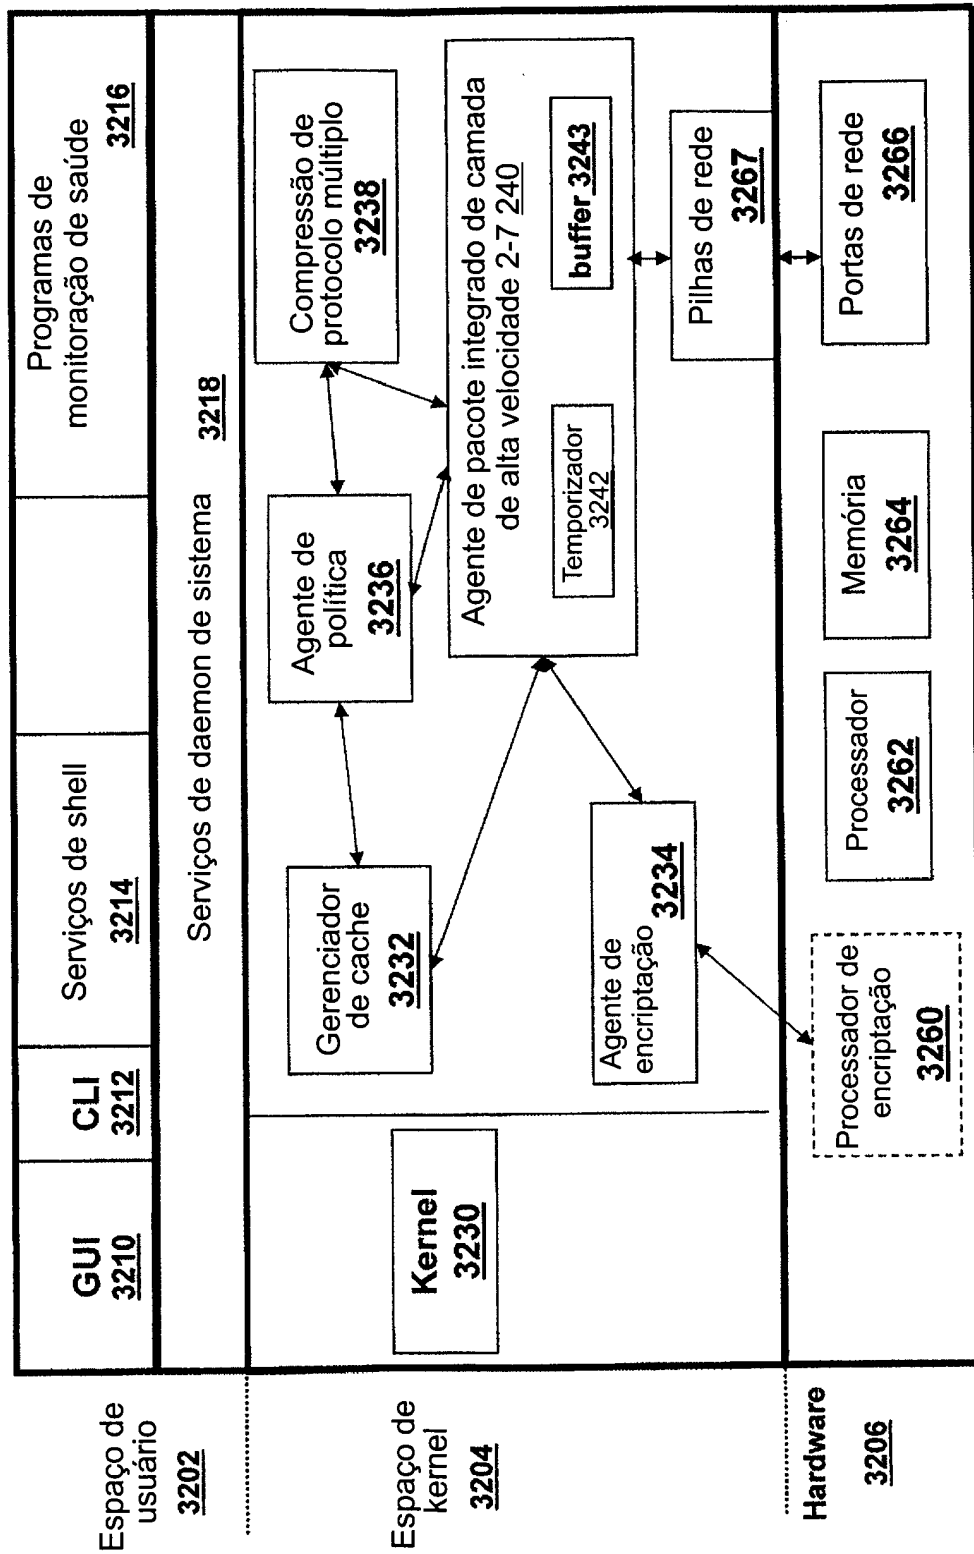 Espaço de
usuário
3202
GUI
3210
CLI
3212
Serviços de shell
3214
Programas de
monitoração de saúde
3216
Serviços de daemon de sistema
3218
Espaço de
kernel
3204
Kernel
3230
Gerenciador
de cache
3232
Agente de
política
3236
Compressão de
protocolo múltiplo
3238
Agente de pacote integrado de camada
de alta velocidade 2-7 240
Temporizador
3242
buffer 3243
Agente de
encriptação 3234
Pilhas de rede
3267
Hardware
3206
Processador de
encriptação
3260
Processador
3262
Memória
3264
Portas de rede
3266